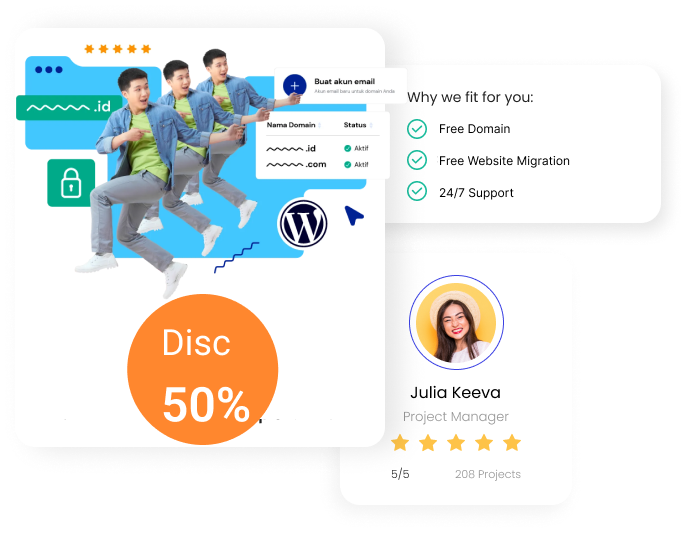 .id
Buat akun email
Akun email baru untuk domain Anda
Nama Domain
Status
.id
Aktif
.com
Aktif
W
Disc
50%
Why we fit for you:
Free Domain
Free Website Migration
24/7 Support
Julia Keeva
Project Manager
5/5
208 Projects